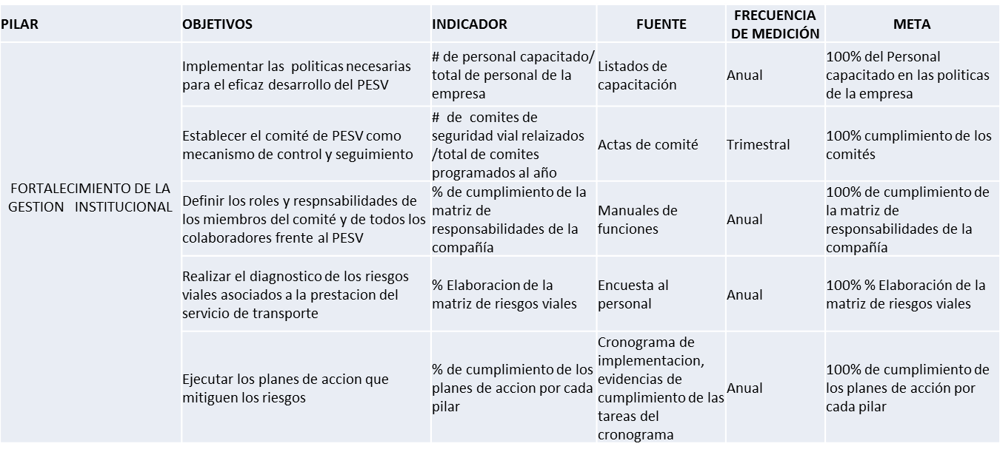 PILAR
OBJETIVOS
INDICADOR
FUENTE
FRECUENCIA
DE MEDICIÓN
META
FORTALECIMIENTO DE LA
GESTION INSTITUCIONAL
Implementar las politicas necesarias
para el eficaz desarrollo del PESV
# de personal capacitado/
total de personal de la
empresa
Listados de
capacitación
Anual
100% del Personal
capacitado en las politicas
de la empresa
Establecer el comité de PESV como
mecanismo de control y seguimiento
# de comites de
seguridad vial relaizados
/total de comites
programados al año
Actas de comité
Trimestral
100% cumplimiento de los
comités
Definir los roles y respnsabilidades de
los miembros del comité y de todos los
colaboradores frente al PESV
% de cumplimiento de la
matriz de
responsabilidades de la
compañía
Manuales de
funciones
Anual
100% de cumplimiento de
la matriz de
responsabilidades de la
compañía
Realizar el diagnostico de los riesgos
viales asociados a la prestacion del
servicio de transporte
% Elaboracion de la
matriz de riesgos viales
Encuesta al
personal
Anual
100% % Elaboración de la
matriz de riesgos viales
Ejecutar los planes de accion que
mitiguen los riesgos
% de cumplimiento de los
planes de accion por cada
pilar
Cronograma de
implementacion,
evidencias de
cumplimiento de las
tareas del
cronograma
Anual
100% de cumplimiento de
los planes de acción por
cada pilar